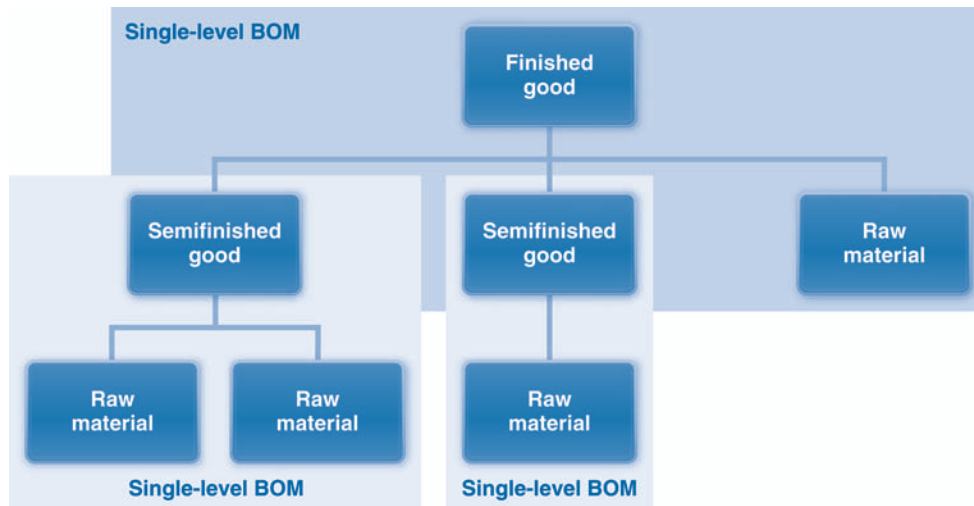 Single-level BOM
Finished
good
Semifinished
good
Semifinished
good
Raw
material
Raw
material
Raw
material
Raw
material
Single-level BOM
Single-level BOM